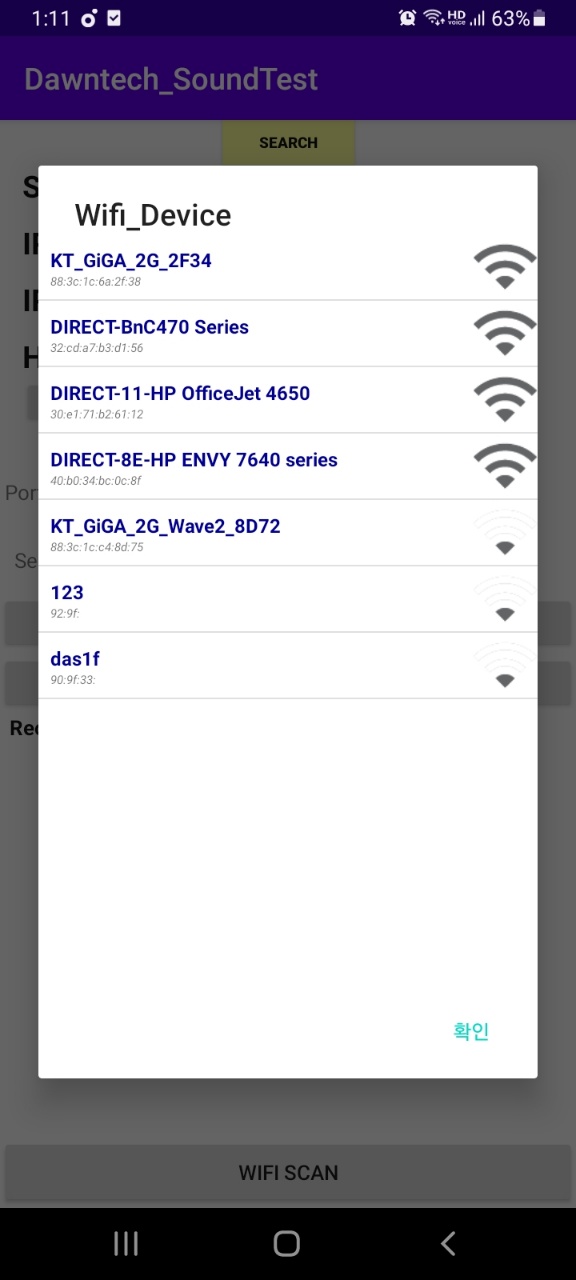 1:11 HD voice 63%
Dawntech_SoundTest
SEARCH
Wifi_Device
KT_GiGA_2G_2F34
88:3c:1c:6a:2f:38
DIRECT-BnC470 Series
32:cd:a7:b3:d1:56
DIRECT-11-HP OfficeJet 4650
30:e1:71:b2:61:12
DIRECT-8E-HP ENVY 7640 series
40:b0:34:bc:0c:8f
KT_GiGA_2G_Wave2_8D72
88:3c:1c:c4:8d:75
123
92:9f:
das1f
90:9f:33:
확인
WIFI SCAN